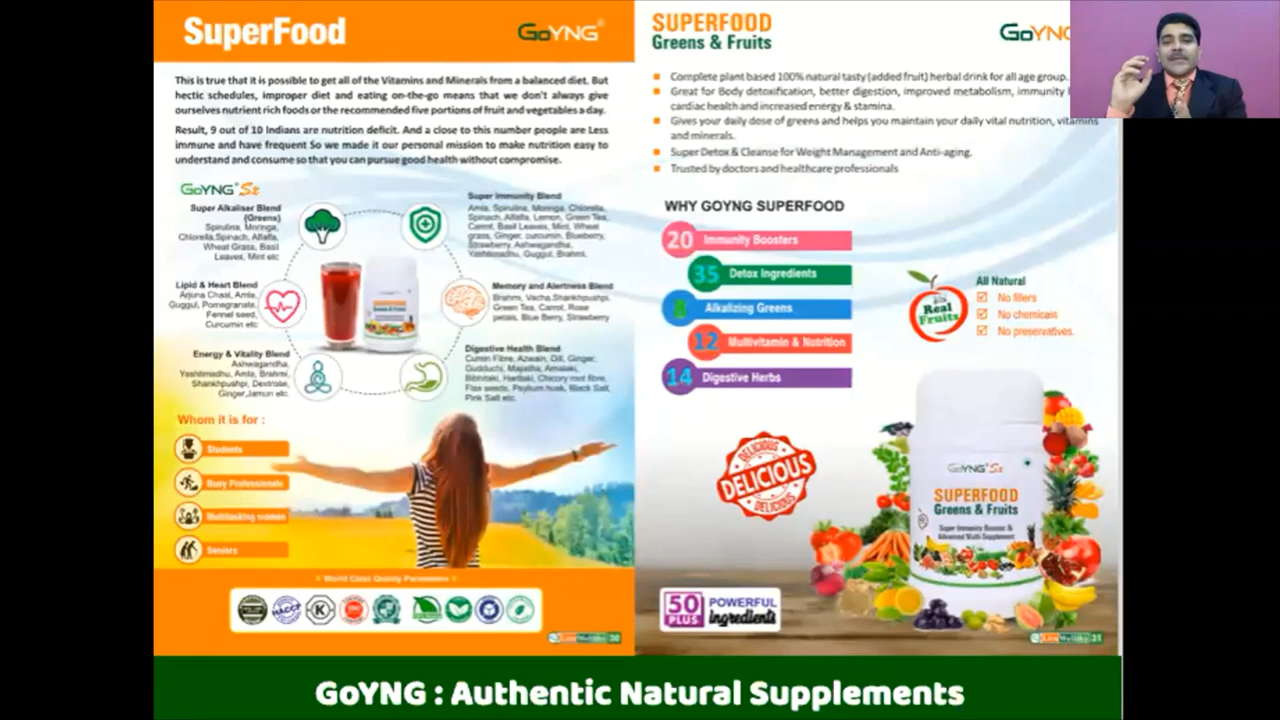 SuperFood
GoYNG
This is true that it is possible to get all of the Vitamins and Minerals from a balanced diet. But
hectic schedules, improper diet and eating on-the-go means that we don't always give
ourselves nutrient rich foods or the recommended five portions of fruit and vegetables a day.
Result, 9 out of 10 Indians are nutrition deficit. And a close to this number people are Less
immune and have frequent So we made it our personal mission to make nutrition easy to
understand and consume so that you can pursue good health without compromise.
GoYNG Sx
Super Alkaliser Blend
(Greens)
Spirulina, Moringa,
Chlorella, Spinach, Alfalfa,
Wheat Grass, Basil
Leaves, Mint etc
Super Immunity Blend
Amla, Spirulina, Moringa, Chlorella,
Spinach, Alfalfa, Lemon, Green Tea,
Carrot, Basil Leaves, Mint, Wheat
grass, Ginger, curcumin, Blueberry,
Strawberry, Ashwagandha,
Yashtimadhu, Guggul, Brahmi,
Lipid & Heart Blend
Arjuna Chaal, Amla,
Guggul, Pomegranate,
Fennel seed,
Curcumin etc
Memory and Alertness Blend
Brahmi, Vacha, Shankhpushpi,
Green Tea, Carrot, Rose
petals, Blue Berry, Strawberry
Energy & Vitality Blend
Ashwagandha,
Yashtimadhu, Amla, Brahmi,
Shankhpushpi, Dextrose,
Ginger, Jamun etc.
Digestive Health Blend
Cumin Fibre, Azwain, Dill, Ginger,
Gudduchi, Majistha, Amalaki,
Bibhitaki, Haritaki, Chicory root fibre,
Flax seeds, Psyllium husk, Black Salt,
Pink Salt etc.
Whom it is for :
Students
Busy Professionals
Multitasking women
Seniors
World Class Quality Parameters
HACCP
K
30
SUPERFOOD
Greens & Fruits
GoYNG
Complete plant based 100% natural tasty (added fruit) herbal drink for all age group.
Great for Body detoxification, better digestion, improved metabolism, immunity
cardiac health and increased energy & stamina.
Gives your daily dose of greens and helps you maintain your daily vital nutrition, vitamins
and minerals.
Super Detox & Cleanse for Weight Management and Anti-aging.
Trusted by doctors and healthcare professionals
WHY GOYNG SUPERFOOD
20 Immunity Boosters
35 Detox Ingredients
Alkalizing Greens
12 Multivitamin & Nutrition
14 Digestive Herbs
Real
Fruits
All Natural
No fillers
No chemicals
No preservatives.
DELICIOUS
DELICIOUS
DELICIOUS
GoYNG Sx
SUPERFOOD
Greens & Fruits
Super Immunity Booster &
Advanced Multi Supplement
50
PLUS
POWERFUL
ingredients
31
GoYNG : Authentic Natural Supplements